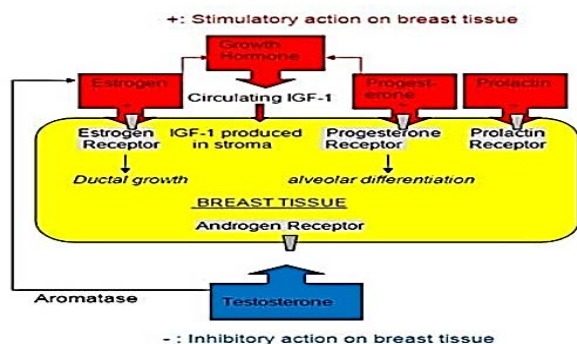 +: Stimulatory action on breast tissue
Growth
Hormone
Estrogen
Progest-
erone
Prolactin
Circulating IGF-1
Estrogen
Receptor
IGF-1 produced
in stroma
Progesterone
Receptor
Prolactin
Receptor
Ductal growth
alveolar differentiation
BREAST TISSUE
Androgen Receptor
Aromatase
Testosterone
- : Inhibitory action on breast tissue